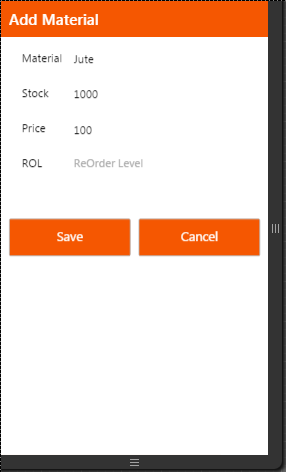 Add Material
Material Jute
Stock 1000
Price 100
ROL ReOrder Level
Save Cancel